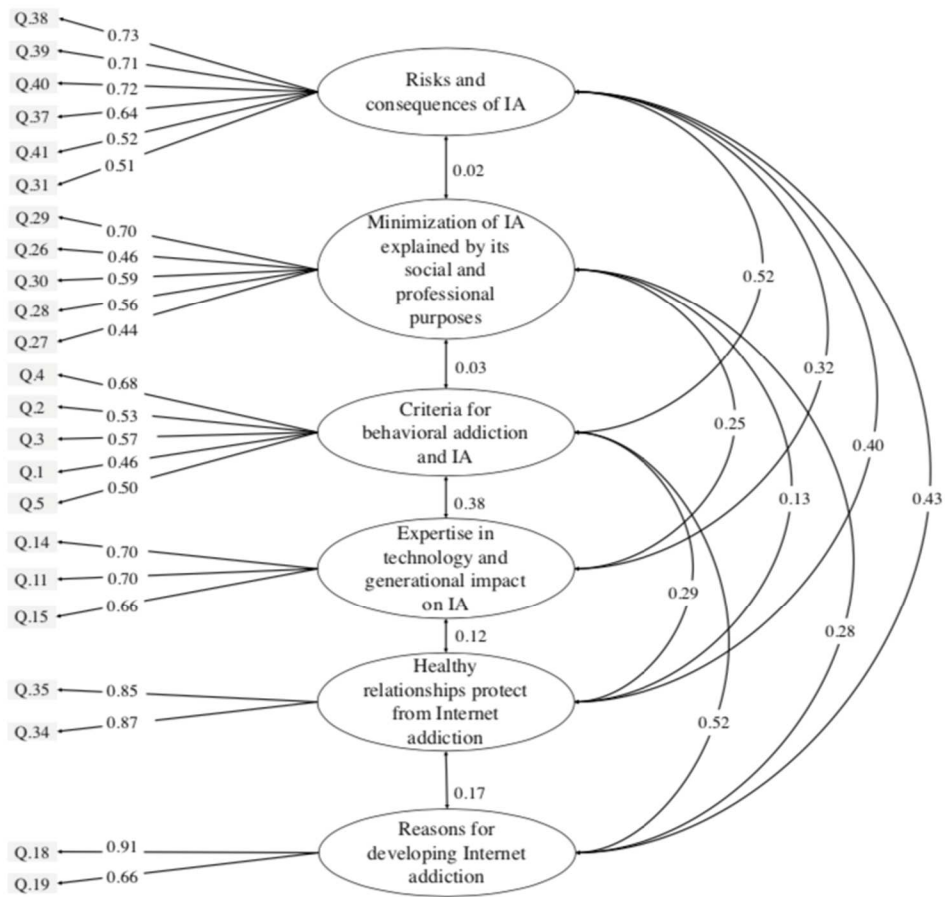 Q.38
0.73
Q.39
0.71
Q.40
0.72
Q.37
0.64
Q.41
0.52
Q.31
0.51
Risks and
consequences of IA
0.02
Q.29
0.70
Q.26
0.46
Q.30
0.59
Q.28
0.56
Q.27
0.44
Minimization of IA
explained by its
social and
professional
purposes
0.03
Q.4
0.68
Q.2
0.53
Q.3
0.57
Q.1
0.46
Q.5
0.50
Criteria for
behavioral addiction
and IA
0.38
Q.14
0.70
Q.11
0.70
Q.15
0.66
Expertise in
technology and
generational impact
on IA
0.12
Q.35
0.85
Q.34
0.87
Healthy
relationships protect
from Internet
addiction
0.17
Q.18
0.91
Q.19
0.66
Reasons for
developing Internet
addiction
0.52
0.32
0.25
0.40
0.13
0.43
0.29
0.28
0.52